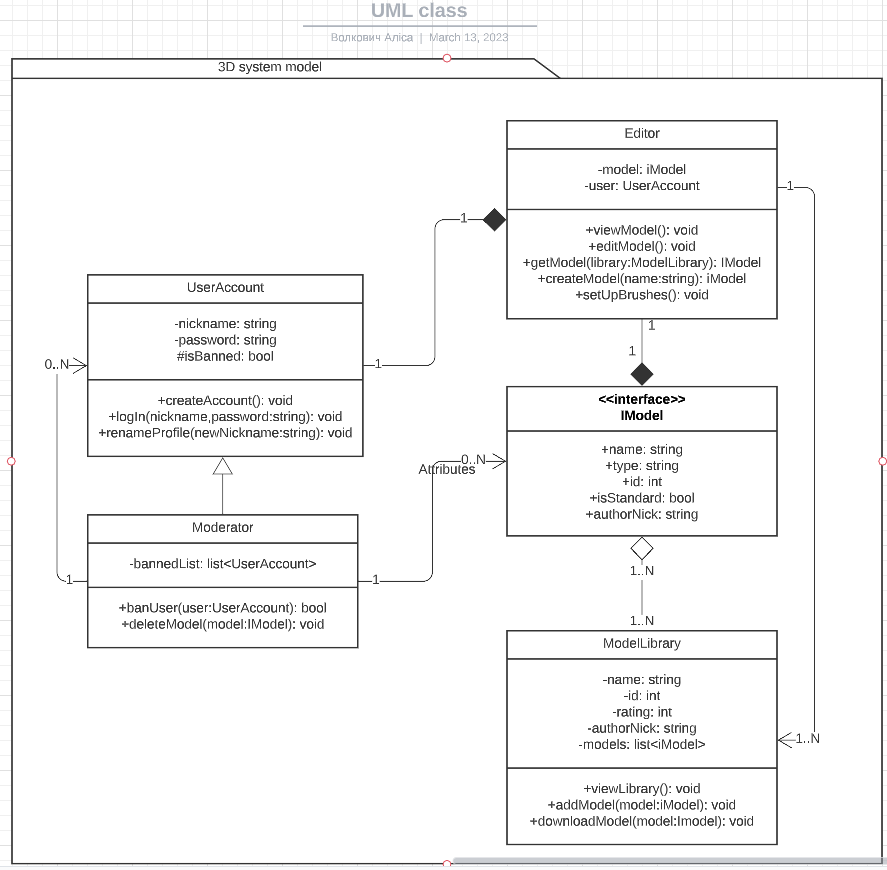 UML class
Волкович Аліса | March 13, 2023
3D system model
Editor
-model: iModel
-user: UserAccount
+viewModel(): void
+editModel(): void
+getModel(library:ModelLibrary): IModel
+createModel(name:string): iModel
+setUpBrushes(): void
1
1
UserAccount
-nickname: string
-password: string
#isBanned: bool
+createAccount(): void
+logIn(nickname,password:string): void
+renameProfile(newNickname:string): void
0..N
1
1
1
<<interface>>
IModel
+name: string
+type: string
+id: int
+isStandard: bool
+authorNick: string
0..N
Attributes
Moderator
-bannedList: list<UserAccount>
+banUser(user:UserAccount): bool
+deleteModel(model:IModel): void
1
1
1..N
1..N
ModelLibrary
-name: string
-id: int
-rating: int
-authorNick: string
-models: list<iModel>
+viewLibrary(): void
+addModel(model:iModel): void
+downloadModel(model:Imodel): void
1..N